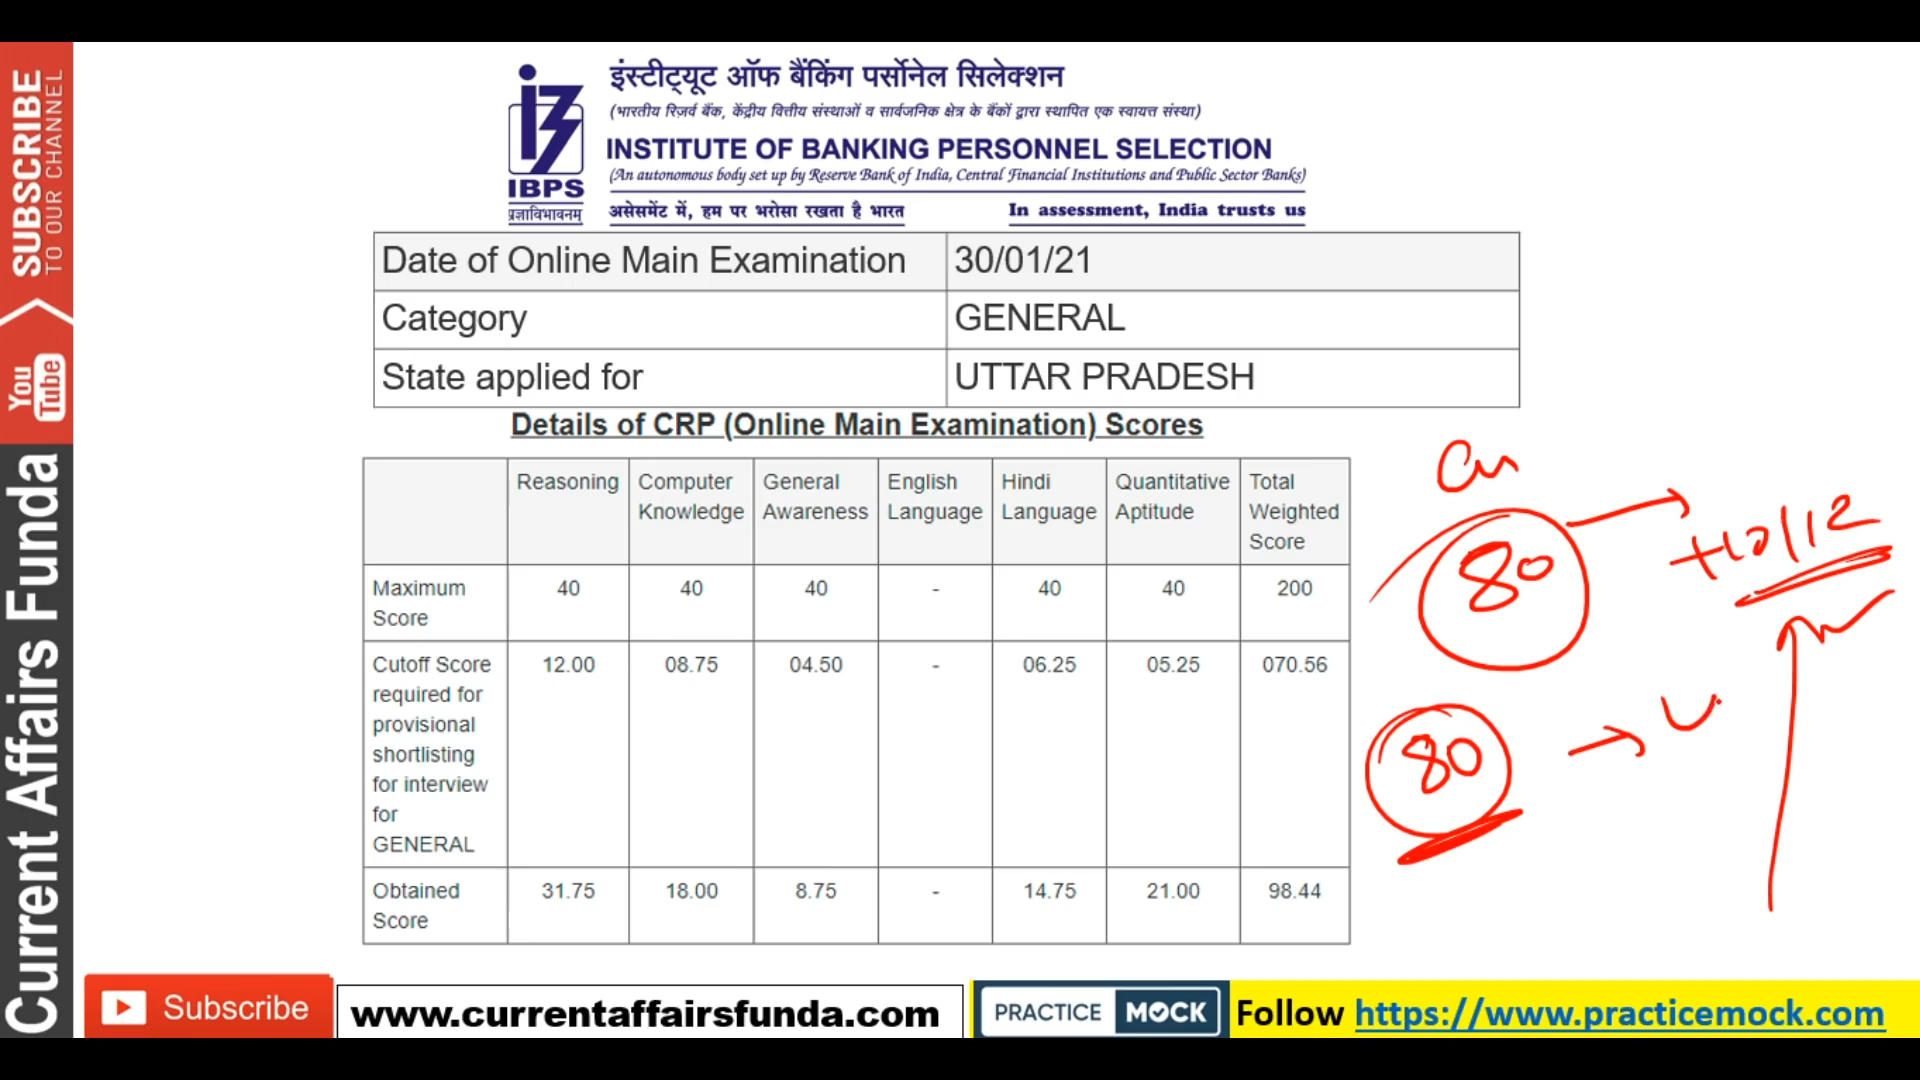 SUBSCRIBE
TO OUR CHANNEL
You
Tube
Current Affairs Funda
IBPS
प्रज्ञाविभावनम्
इंस्टीट्यूट ऑफ बैंकिंग पर्सोनेल सिलेक्शन
(भारतीय रिज़र्व बैंक, केंद्रीय वित्तीय संस्थाओं व सार्वजनिक क्षेत्र के बैंकों द्वारा स्थापित एक स्वायत्त संस्था)
INSTITUTE OF BANKING PERSONNEL SELECTION
(An autonomous body set up by Reserve Bank of India, Central Financial Institutions and Public Sector Banks)
असेसमेंट में, हम पर भरोसा रखता है भारत In assessment, India trusts us
Date of Online Main Examination 30/01/21
Category GENERAL
State applied for UTTAR PRADESH
Details of CRP (Online Main Examination) Scores
Reasoning Computer General English Hindi Quantitative Total
Knowledge Awareness Language Language Aptitude Weighted
Score
Maximum 40 40 40 - 40 40 200
Score
Cutoff Score 12.00 08.75 04.50 - 06.25 05.25 070.56
required for
provisional
shortlisting
for interview
for
GENERAL
Obtained 31.75 18.00 8.75 - 14.75 21.00 98.44
Score
80
80
Subscribe
www.currentaffairsfunda.com
PRACTICE MOCK
Follow https://www.practicemock.com